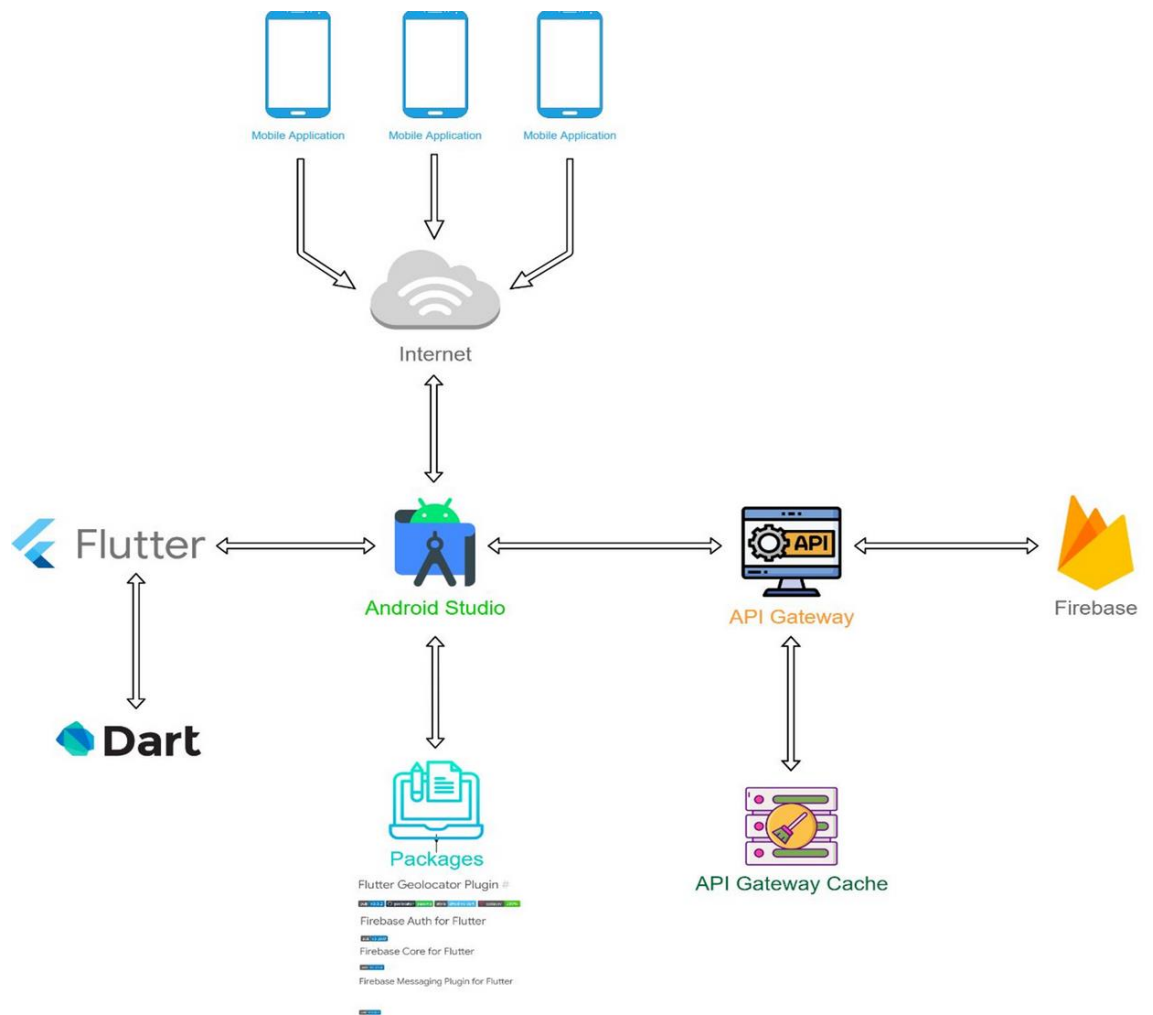 Mobile Application
Mobile Application
Mobile Application
Internet
Flutter
Android Studio
API
API Gateway
Firebase
Dart
Packages
API Gateway Cache
Flutter Geolocator Plugin #
Firebase Auth for Flutter
Firebase Core for Flutter
Firebase Messaging Plugin for Flutter